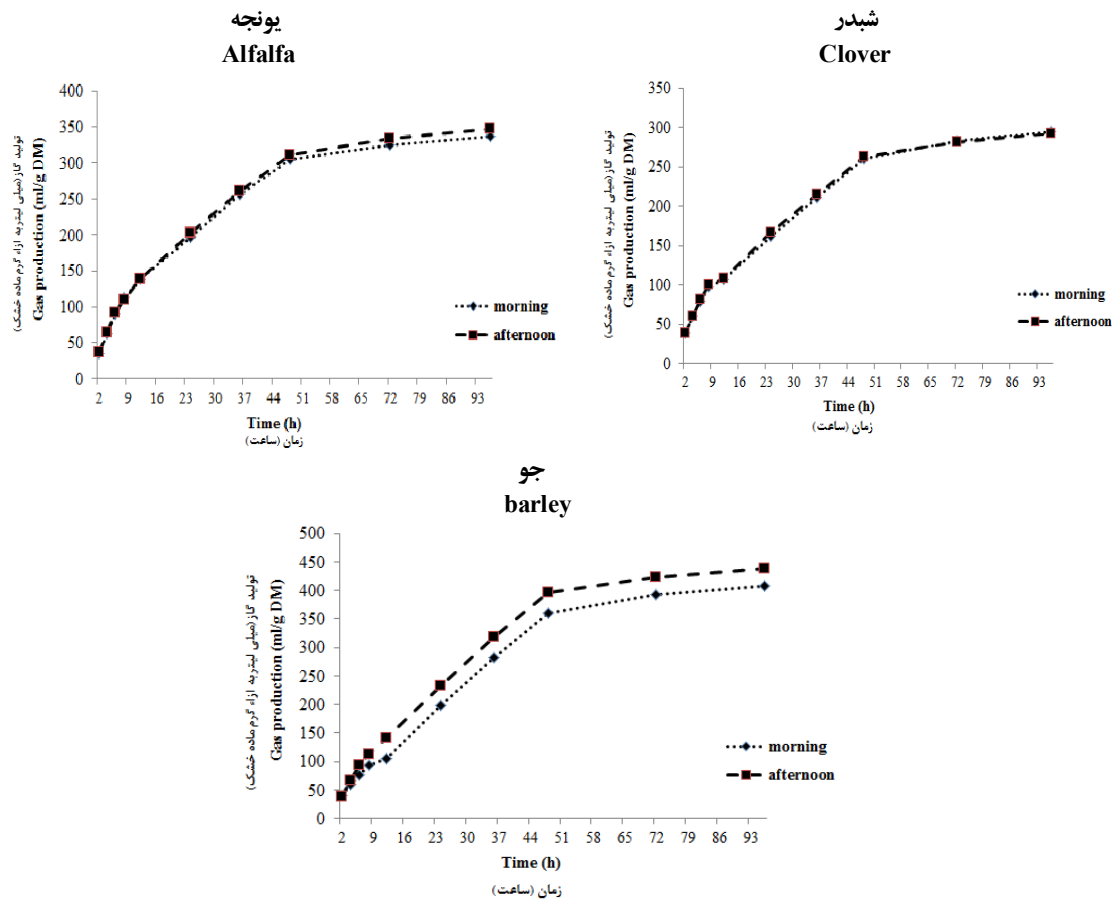 یونجه
Alfalfa
400
350
300
250
200
150
100
50
0
تولید گاز(میلی لیتربه ازاء گرم ماده خشک)
Gas production (ml/g DM)
morning
afternoon
2 9 16 23 30 37 44 51 58 65 72 79 86 93
Time (h)
زمان (ساعت)
شبدر
Clover
350
300
250
200
150
100
50
0
تولید گاز(میلی لیتربه ازاء گرم ماده خشک)
Gas production (ml/g DM)
morning
afternoon
2 9 16 23 30 37 44 51 58 65 72 79 86 93
Time (h)
زمان (ساعت)
جو
barley
500
450
400
350
300
250
200
150
100
50
0
تولید گاز(میلی لیتربه ازاء گرم ماده خشک)
Gas production (ml/g DM)
morning
afternoon
2 9 16 23 30 37 44 51 58 65 72 79 86 93
Time (h)
زمان (ساعت)